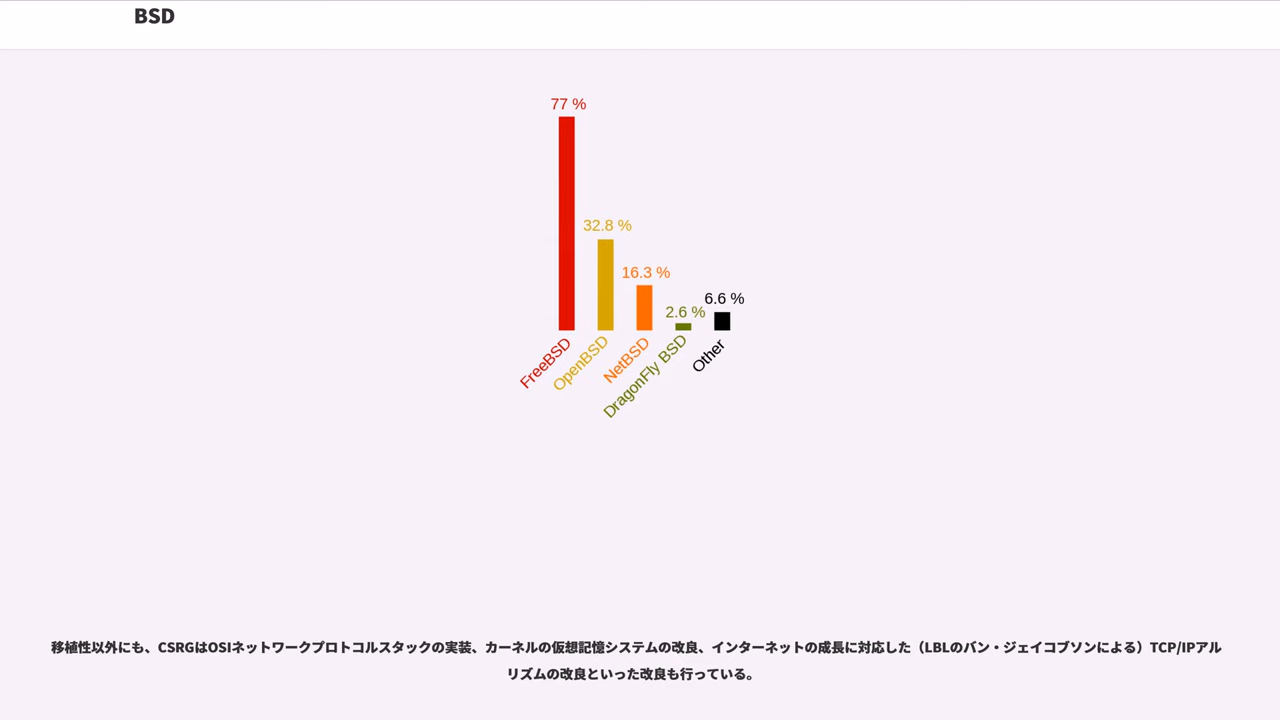 BSD
77 %
32.8 %
16.3 %
2.6 %
6.6 %
FreeBSD
OpenBSD
NetBSD
DragonFly BSD
Other
移植性以外にも、CSRGはOSIネットワークプロトコルスタックの実装、カーネルの仮想記憶システムの改良、インターネットの成長に対応した（LBLのバン・ジェイコブソンによる）TCP/IPアル
リズムの改良といった改良も行っている。